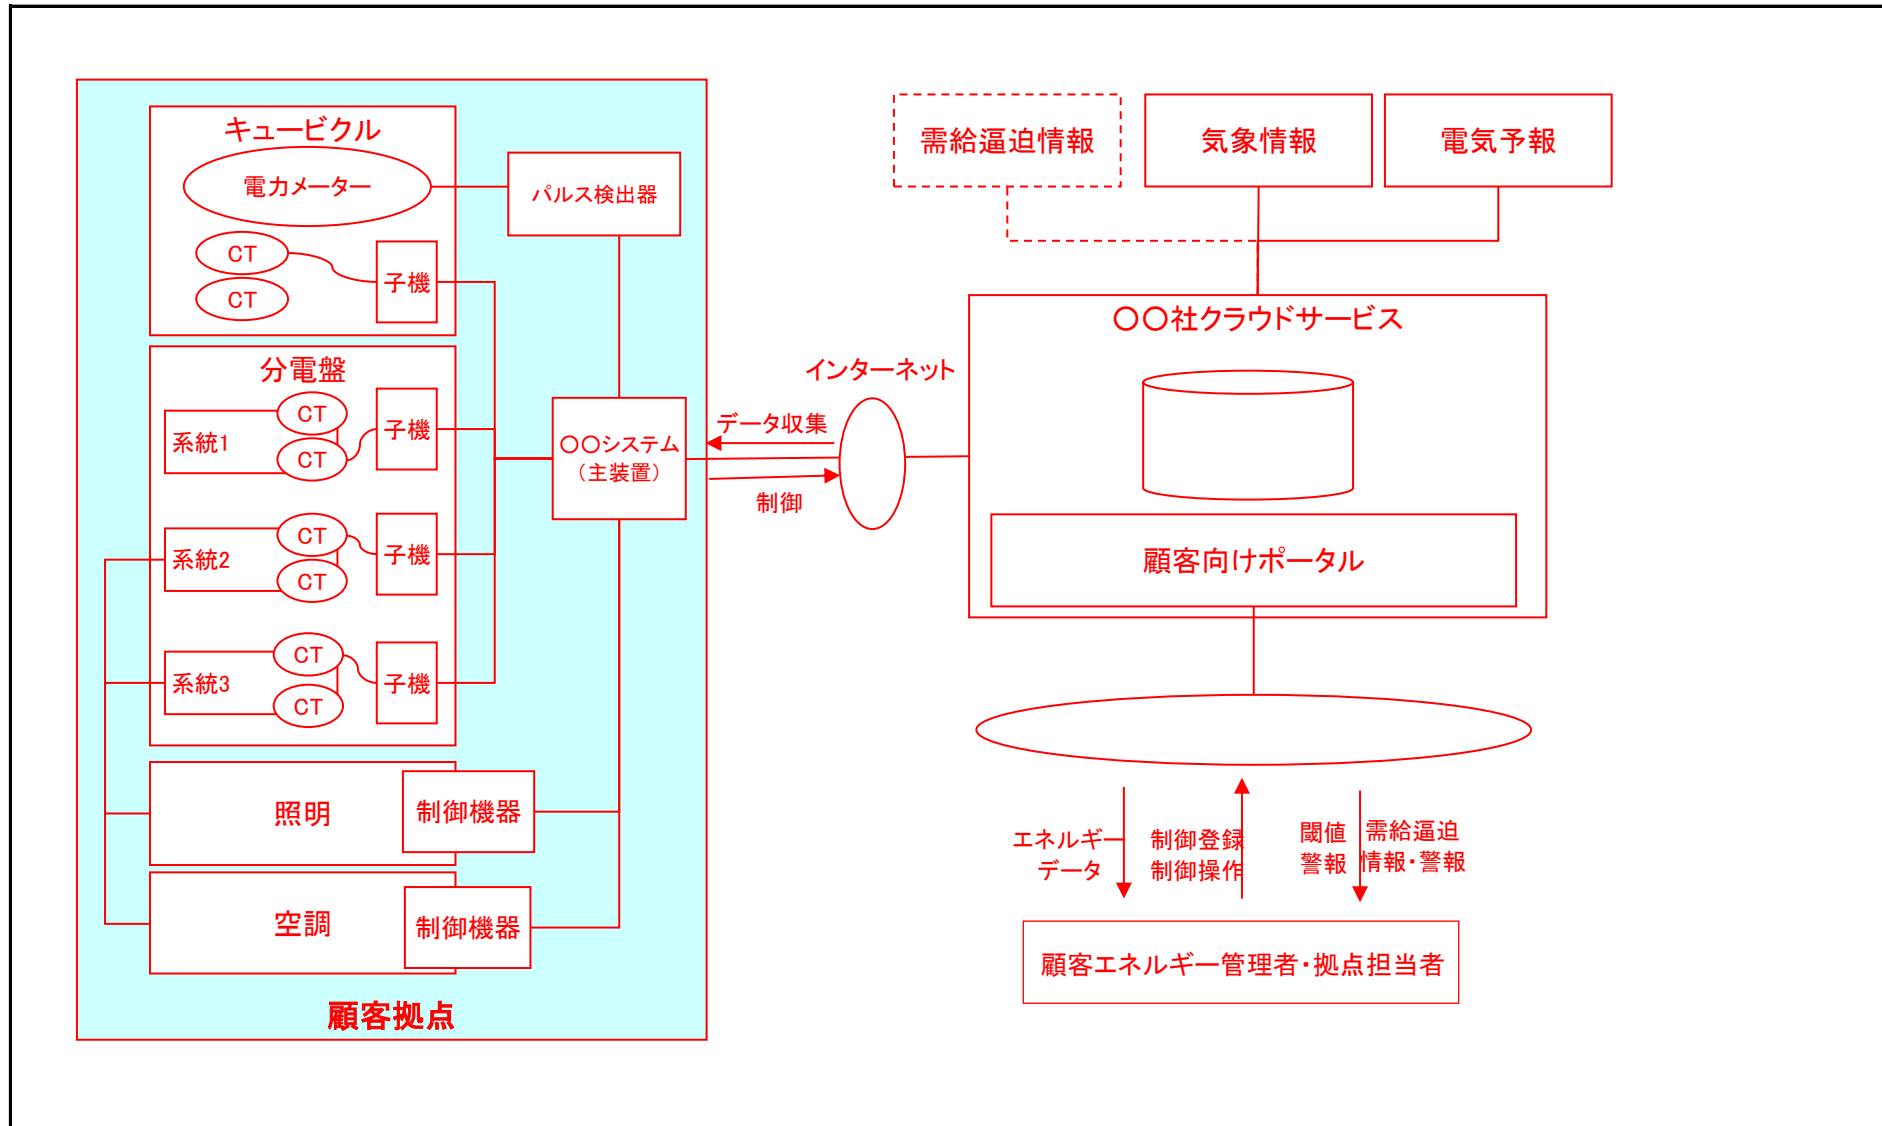 キュービクル
電力メーター
パルス検出器
CT
CT
子機
分電盤
系統1
CT
CT
子機
系統2
CT
CT
子機
系統3
CT
CT
子機
〇〇システム
（主装置）
照明
制御機器
空調
制御機器
顧客拠点
データ収集
制御
インターネット
需給逼迫情報
気象情報
電気予報
〇〇社クラウドサービス
顧客向けポータル
エネルギー
データ
制御登録
制御操作
閾値
警報
需給逼迫
情報・警報
顧客エネルギー管理者・拠点担当者